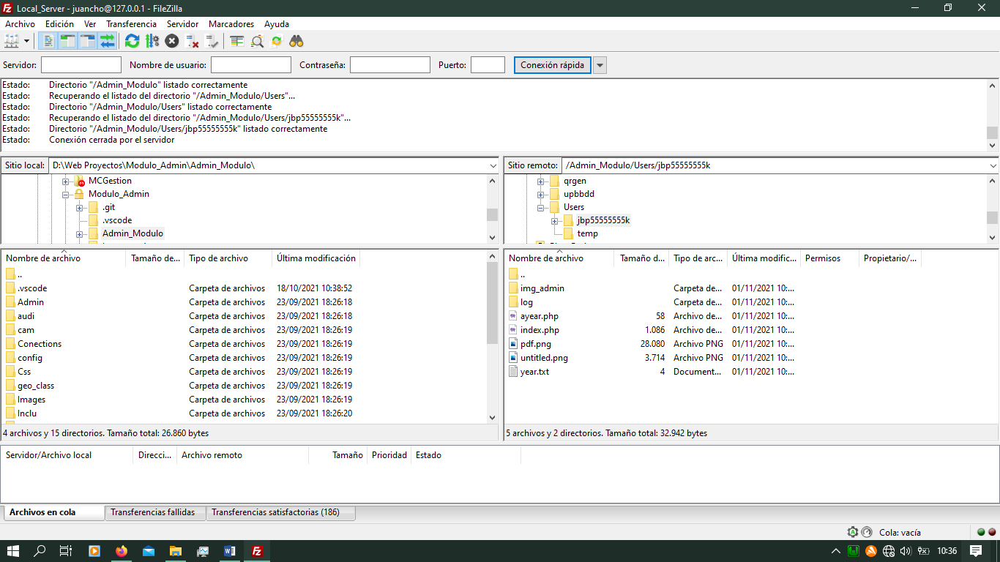 Local_Server - juancho@127.0.0.1 - FileZilla
Archivo Edición Ver Transferencia Servidor Marcadores Ayuda
Servidor: Nombre de usuario: Contraseña: Puerto: Conexión rápida
Estado: Directorio "/Admin_Modulo" listado correctamente
Estado: Recuperando el listado del directorio "/Admin_Modulo/Users"...
Estado: Directorio "/Admin_Modulo/Users" listado correctamente
Estado: Recuperando el listado del directorio "/Admin_Modulo/Users/jbp55555555k"...
Estado: Directorio "/Admin_Modulo/Users/jbp55555555k" listado correctamente
Estado: Conexión cerrada por el servidor
Sitio local: D:\Web Proyectos\Modulo_Admin\Admin_Modulo\
MCGestion
Modulo_Admin
.git
.vscode
Admin_Modulo
Sitio remoto: /Admin_Modulo/Users/jbp55555555k
qrgen
upbbdd
Users
jbp55555555k
temp
Nombre de archivo Tamaño de... Tipo de archivo Última modificación
..
.vscode Carpeta de archivos 18/10/2021 10:38:52
Admin Carpeta de archivos 23/09/2021 18:26:18
audi Carpeta de archivos 23/09/2021 18:26:18
cam Carpeta de archivos 23/09/2021 18:26:19
Conections Carpeta de archivos 23/09/2021 18:26:19
config Carpeta de archivos 23/09/2021 18:26:19
Css Carpeta de archivos 23/09/2021 18:26:19
geo_class Carpeta de archivos 23/09/2021 18:26:19
Images Carpeta de archivos 23/09/2021 18:26:19
Inclu Carpeta de archivos 23/09/2021 18:26:20
4 archivos y 15 directorios. Tamaño total: 26.860 bytes
Nombre de archivo Tamaño d... Tipo de arc... Última modific... Permisos Propietario/...
..
img_admin Carpeta de... 01/11/2021 10:...
log Carpeta de... 01/11/2021 10:...
ayear.php 58 Archivo de... 01/11/2021 10:...
index.php 1.086 Archivo de... 01/11/2021 10:...
pdf.png 28.080 Archivo PNG 01/11/2021 10:...
untitled.png 3.714 Archivo PNG 01/11/2021 10:...
year.txt 4 Document... 01/11/2021 10:...
5 archivos y 2 directorios. Tamaño total: 32.942 bytes
Servidor/Archivo local Direcci... Archivo remoto Tamaño Prioridad Estado
Archivos en cola Transferencias fallidas Transferencias satisfactorias (186)
Cola: vacía
10:36